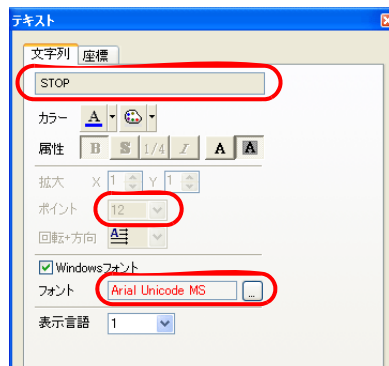 テキスト
文字列 座標
STOP
カラー A
属性 B S 1/4 I A A
拡大 X 1 Y 1
ポイント 12
回転+方向 A
Windowsフォント
フォント Arial Unicode MS ...
表示言語 1